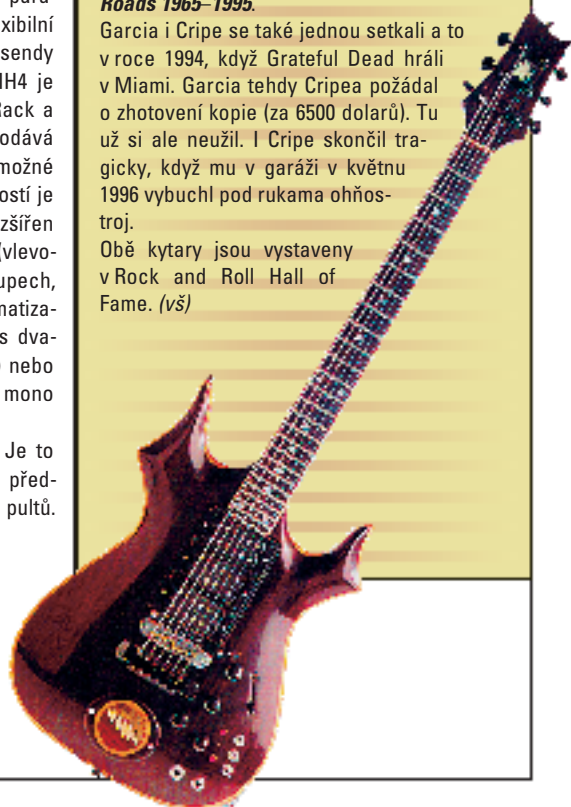 xibilní
sendy
IH4 je
Rack a
odává
možné
ostí je
zšířen
(vlevo-
upech,
matiza-
s dva-
nebo
mono
Je to
před-
pultů.
Roads 1965–1995.
Garcia i Cripe se také jednou setkali a to
v roce 1994, když Grateful Dead hráli
v Miami. Garcia tehdy Cripea požádal
o zhotovení kopie (za 6500 dolarů). Tu
už si ale neužil. I Cripe skončil tra-
gicky, když mu v garáži v květnu
1996 vybuchl pod rukama ohňos-
troj.
Obě kytary jsou vystaveny
v Rock and Roll Hall of
Fame. (vš)